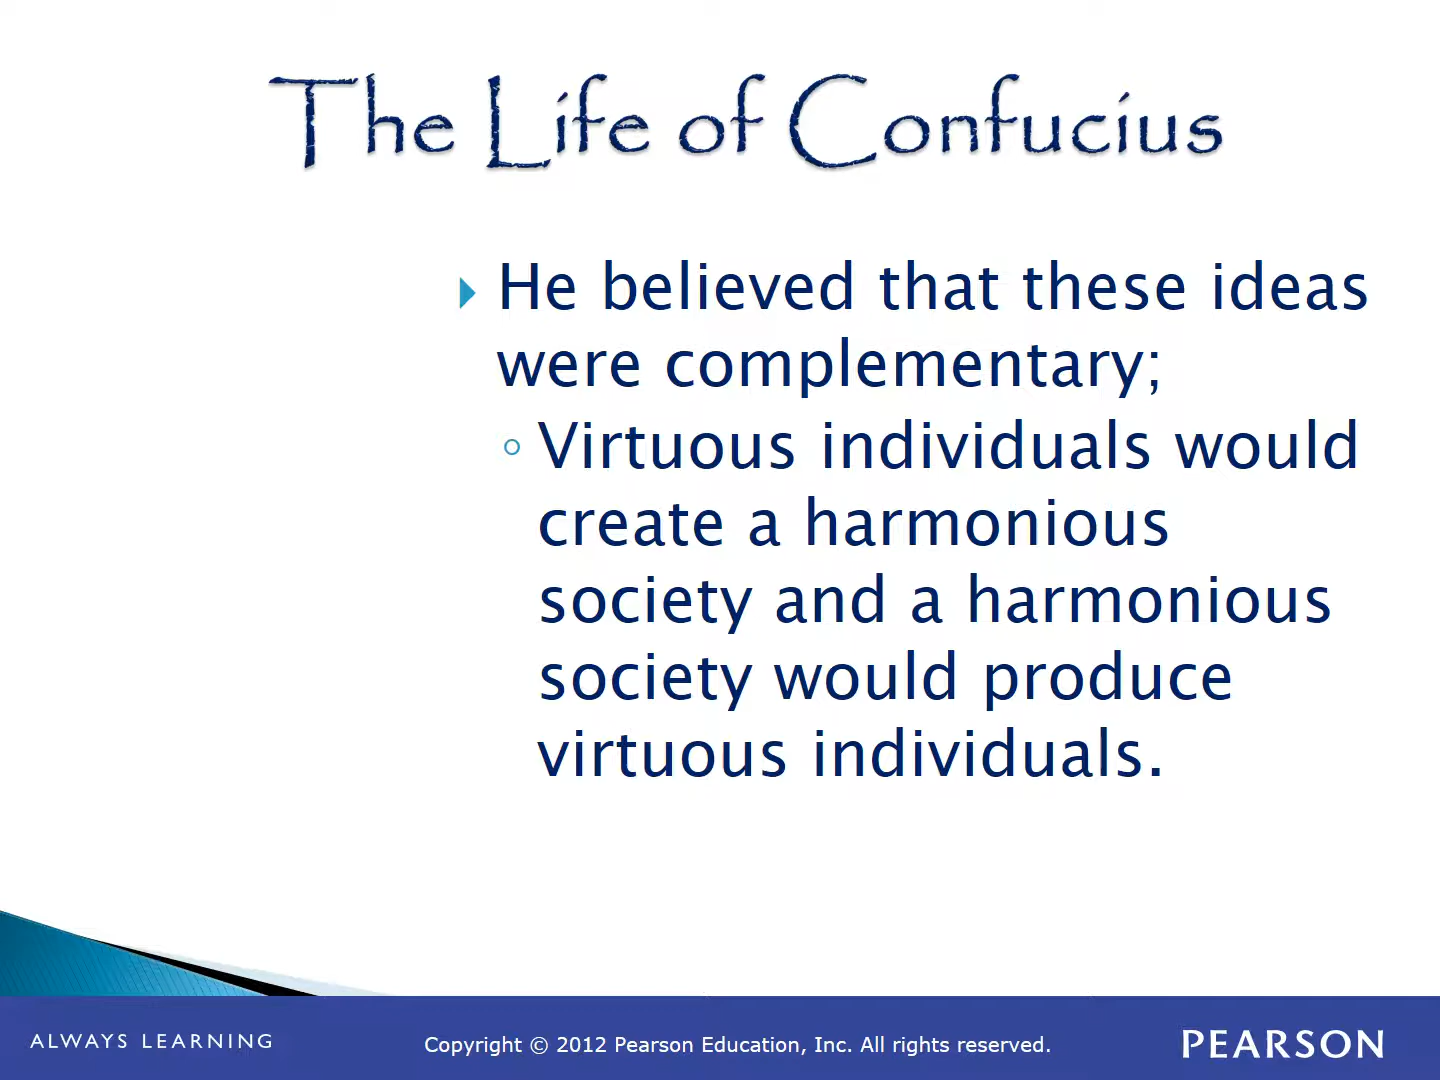 The Life of Confucius
He believed that these ideas
were complementary;
Virtuous individuals would
create a harmonious
society and a harmonious
society would produce
virtuous individuals.
ALWAYS LEARNING
Copyright © 2012 Pearson Education, Inc. All rights reserved.
PEARSON